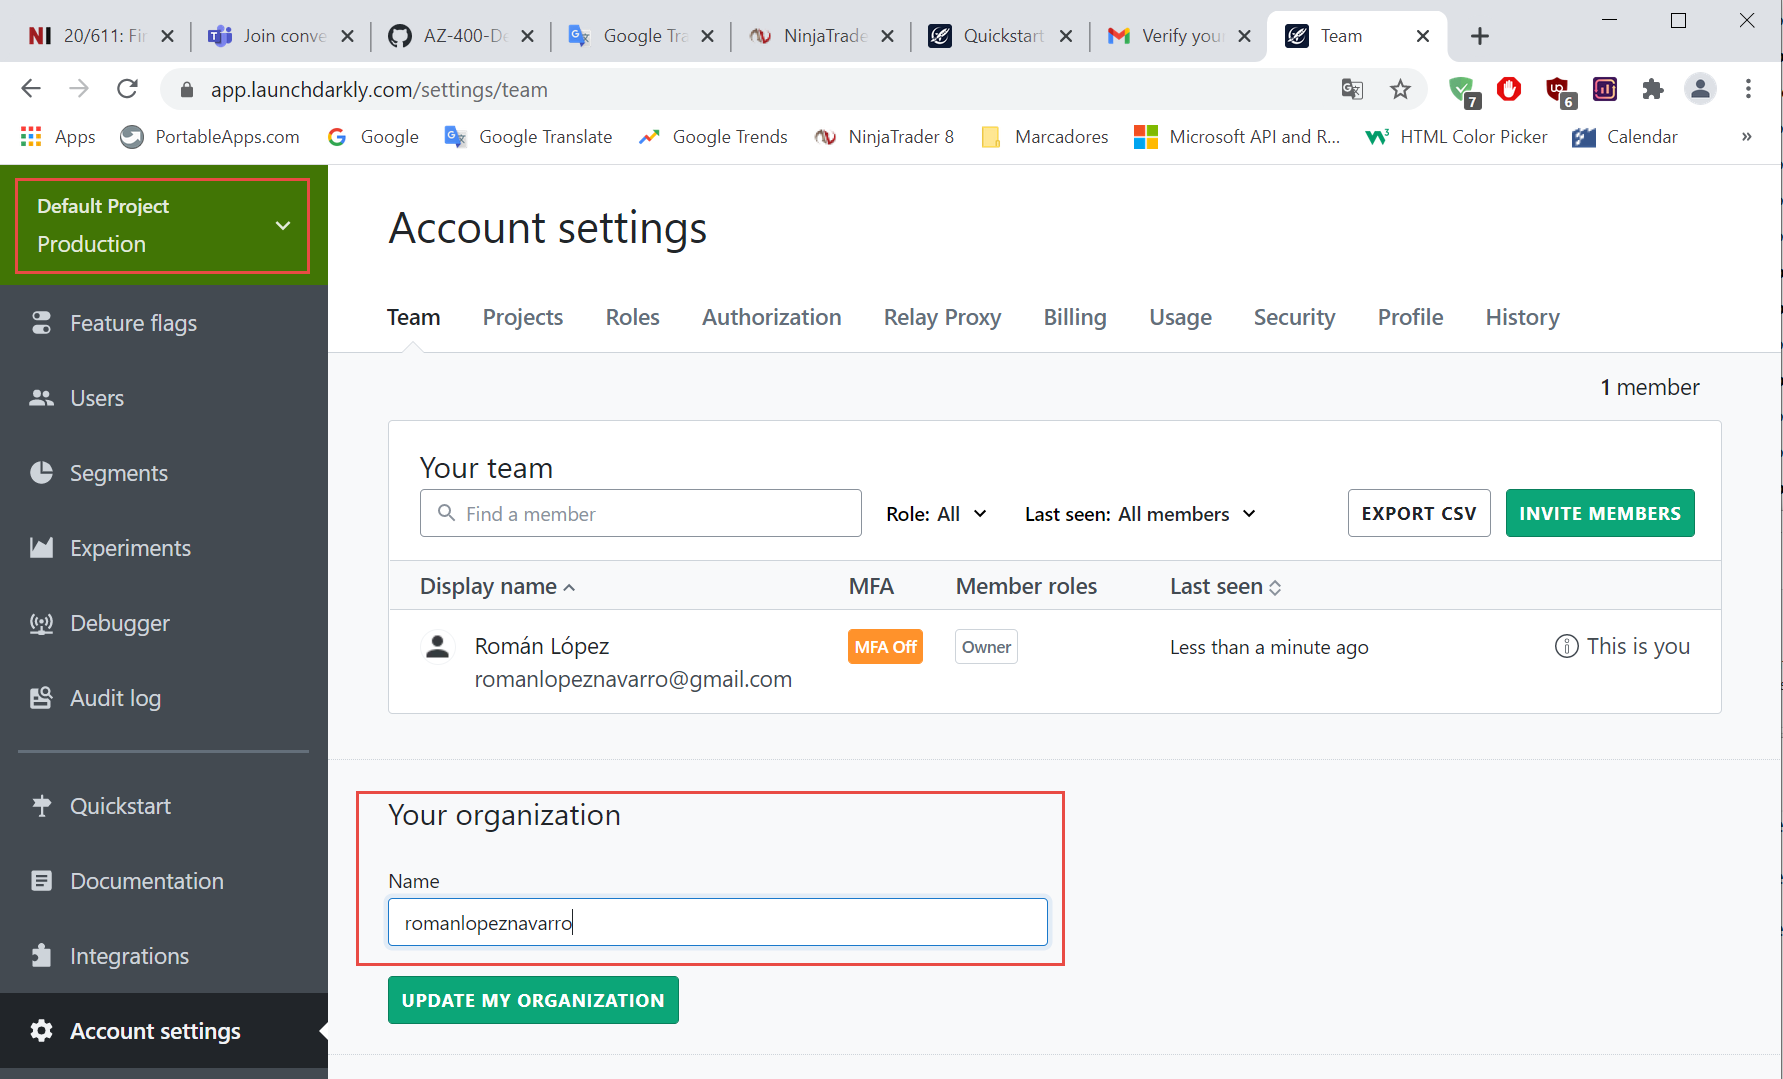 20/611: Fir
Join conve
AZ-400-De
Google Tra
NinjaTrade
Quickstart
Verify your
Team
app.launchdarkly.com/settings/team
7
6
Apps
PortableApps.com
Google
Google Translate
Google Trends
NinjaTrader 8
Marcadores
Microsoft API and R...
HTML Color Picker
Calendar
»
Default Project
Production
Feature flags
Users
Segments
Experiments
Debugger
Audit log
Quickstart
Documentation
Integrations
Account settings
Account settings
Team Projects Roles Authorization Relay Proxy Billing Usage Security Profile History
1 member
Your team
Find a member
Role: All
Last seen: All members
EXPORT CSV
INVITE MEMBERS
Display name MFA Member roles Last seen
Román López
romanlopeznavarro@gmail.com
MFA Off
Owner
Less than a minute ago
This is you
Your organization
Name
romanlopeznavarro
UPDATE MY ORGANIZATION